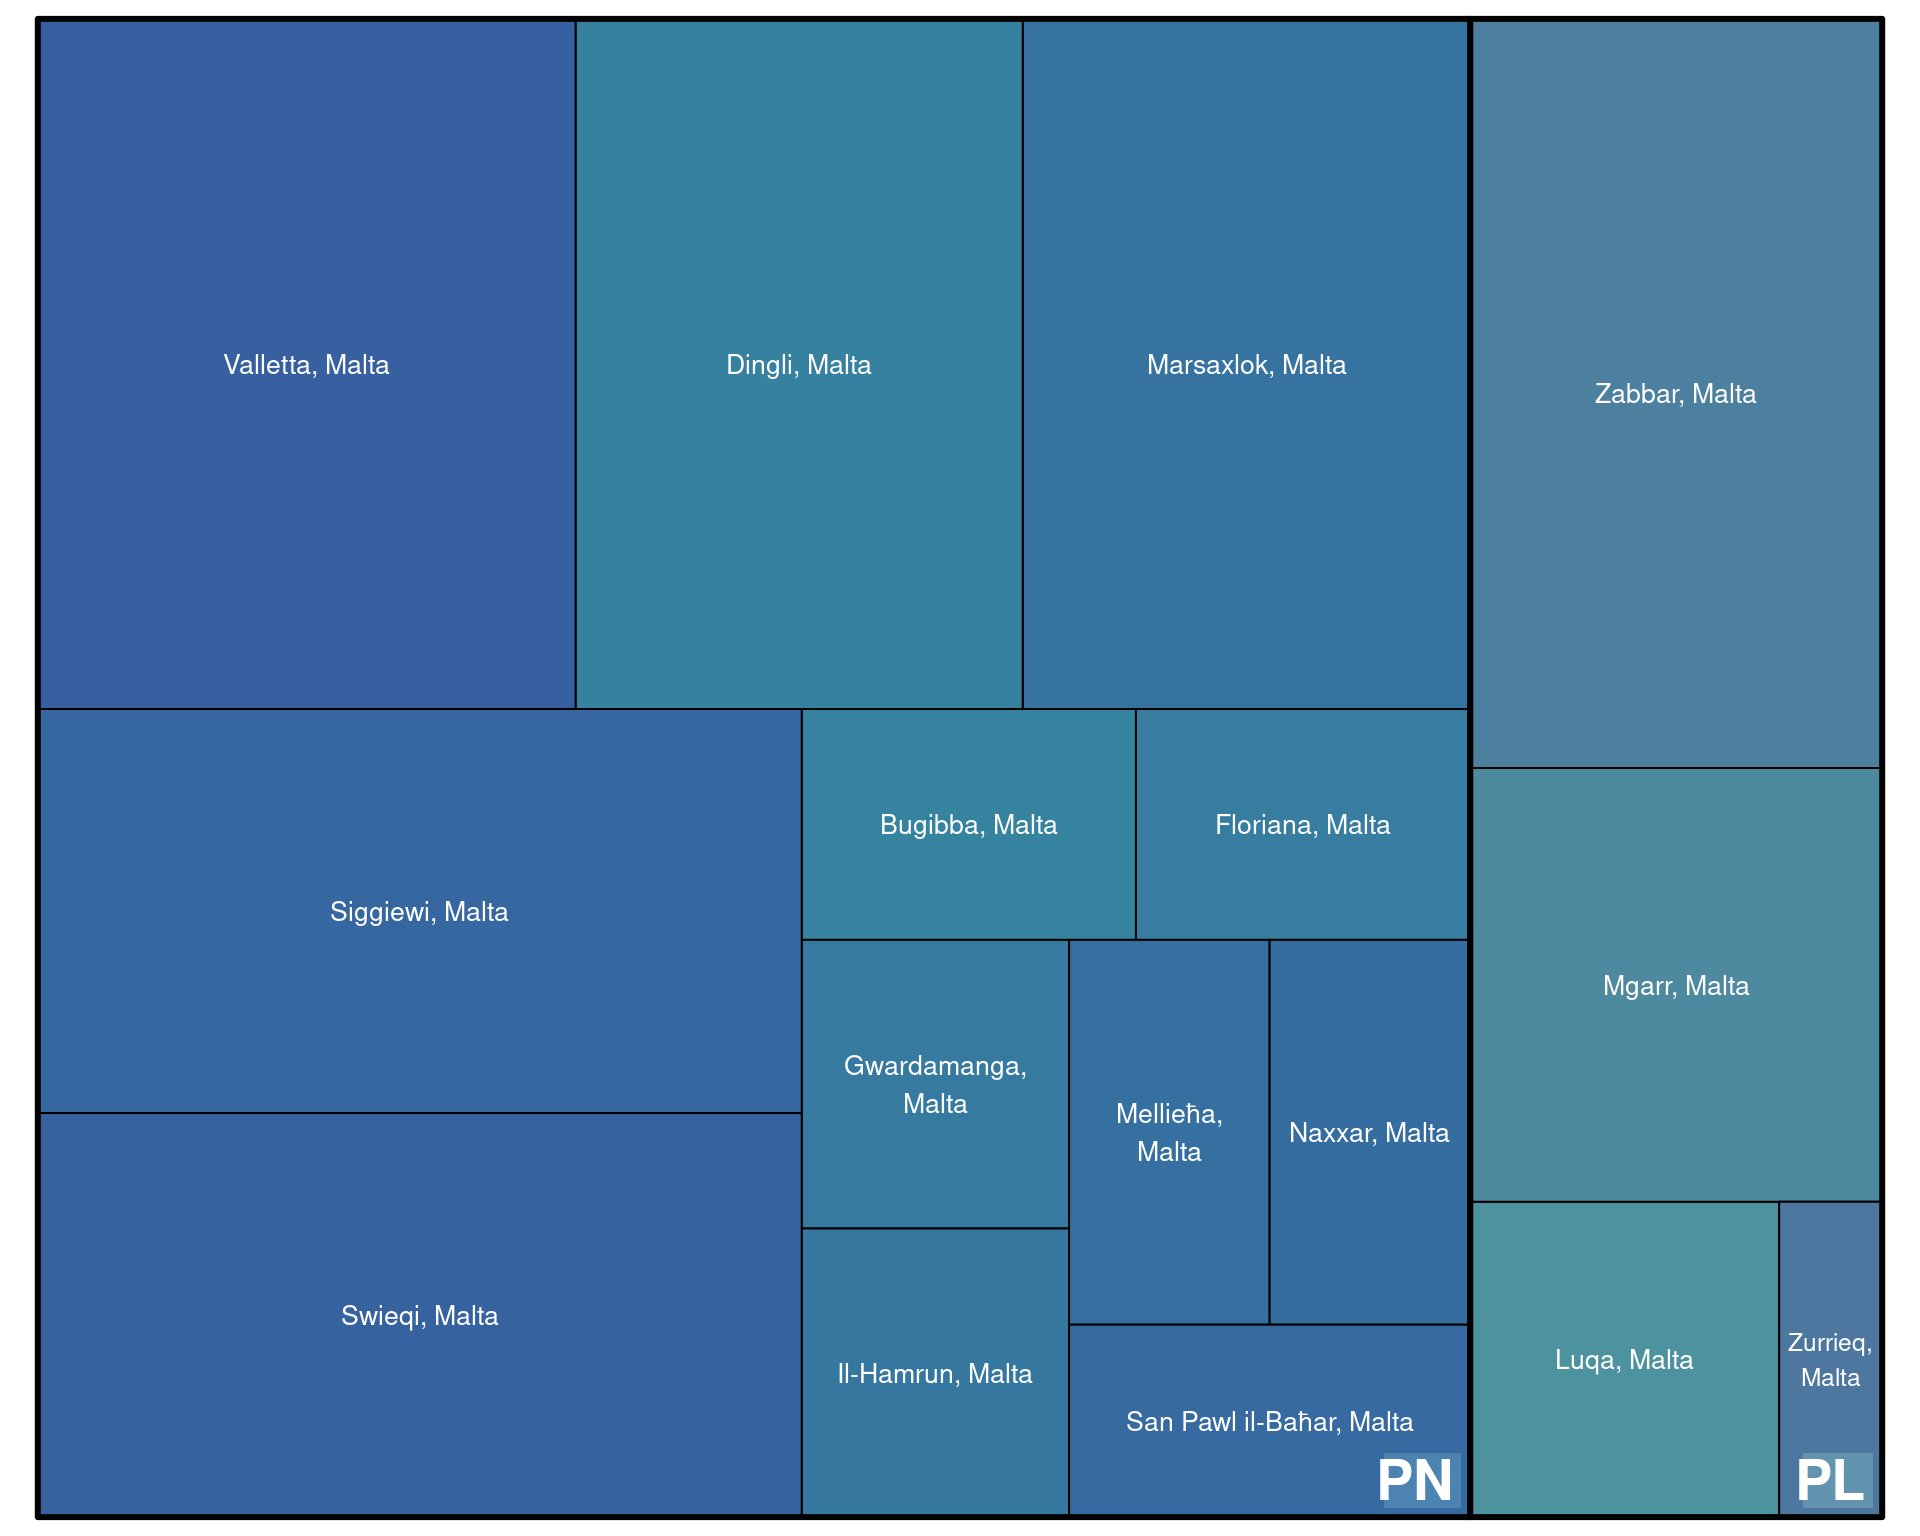 Valletta, Malta
Dingli, Malta
Marsaxlok, Malta
Zabbar, Malta
Bugibba, Malta
Floriana, Malta
Siggiewi, Malta
Mgarr, Malta
Gwardamanga,
Malta
Mellieħa,
Malta
Naxxar, Malta
Swieqi, Malta
Il-Hamrun, Malta
San Pawl il-Baħar, Malta
Luqa, Malta
Zurrieq,
Malta
PN
PL